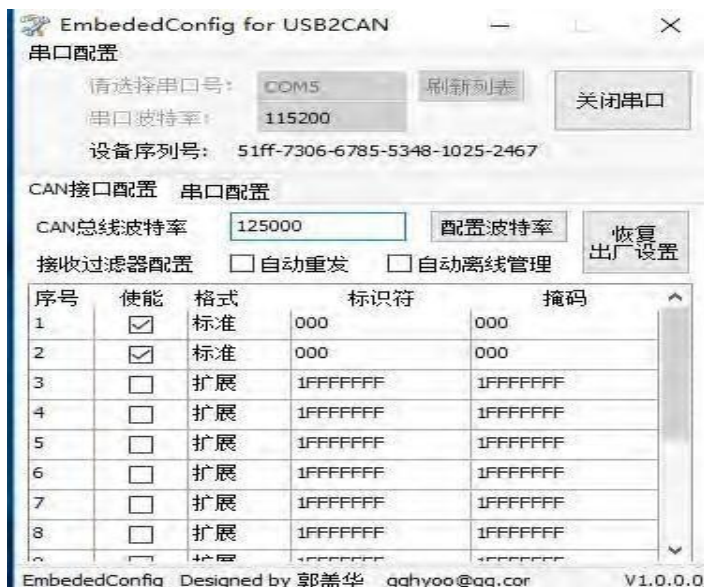 EmbededConfig for USB2CAN
串口配置
请选择串口号: COM5 刷新列表
关闭串口
串口波特率: 115200
设备序列号: 51ff-7306-6785-5348-1025-2467
CAN接口配置 串口配置
CAN总线波特率 125000 配置波特率
恢复
出厂设置
接收过滤器配置 自动重发 自动离线管理
序号 使能 格式 标识符 掩码
1 标准 000 000
2 标准 000 000
3 扩展 1FFFFFFF 1FFFFFFF
4 扩展 1FFFFFFF 1FFFFFFF
5 扩展 1FFFFFFF 1FFFFFFF
6 扩展 1FFFFFFF 1FFFFFFF
7 扩展 1FFFFFFF 1FFFFFFF
8 扩展 1FFFFFFF 1FFFFFFF
EmbededConfig Designed by 郭盖华 qghyoo@qq.cor V1.0.0.0